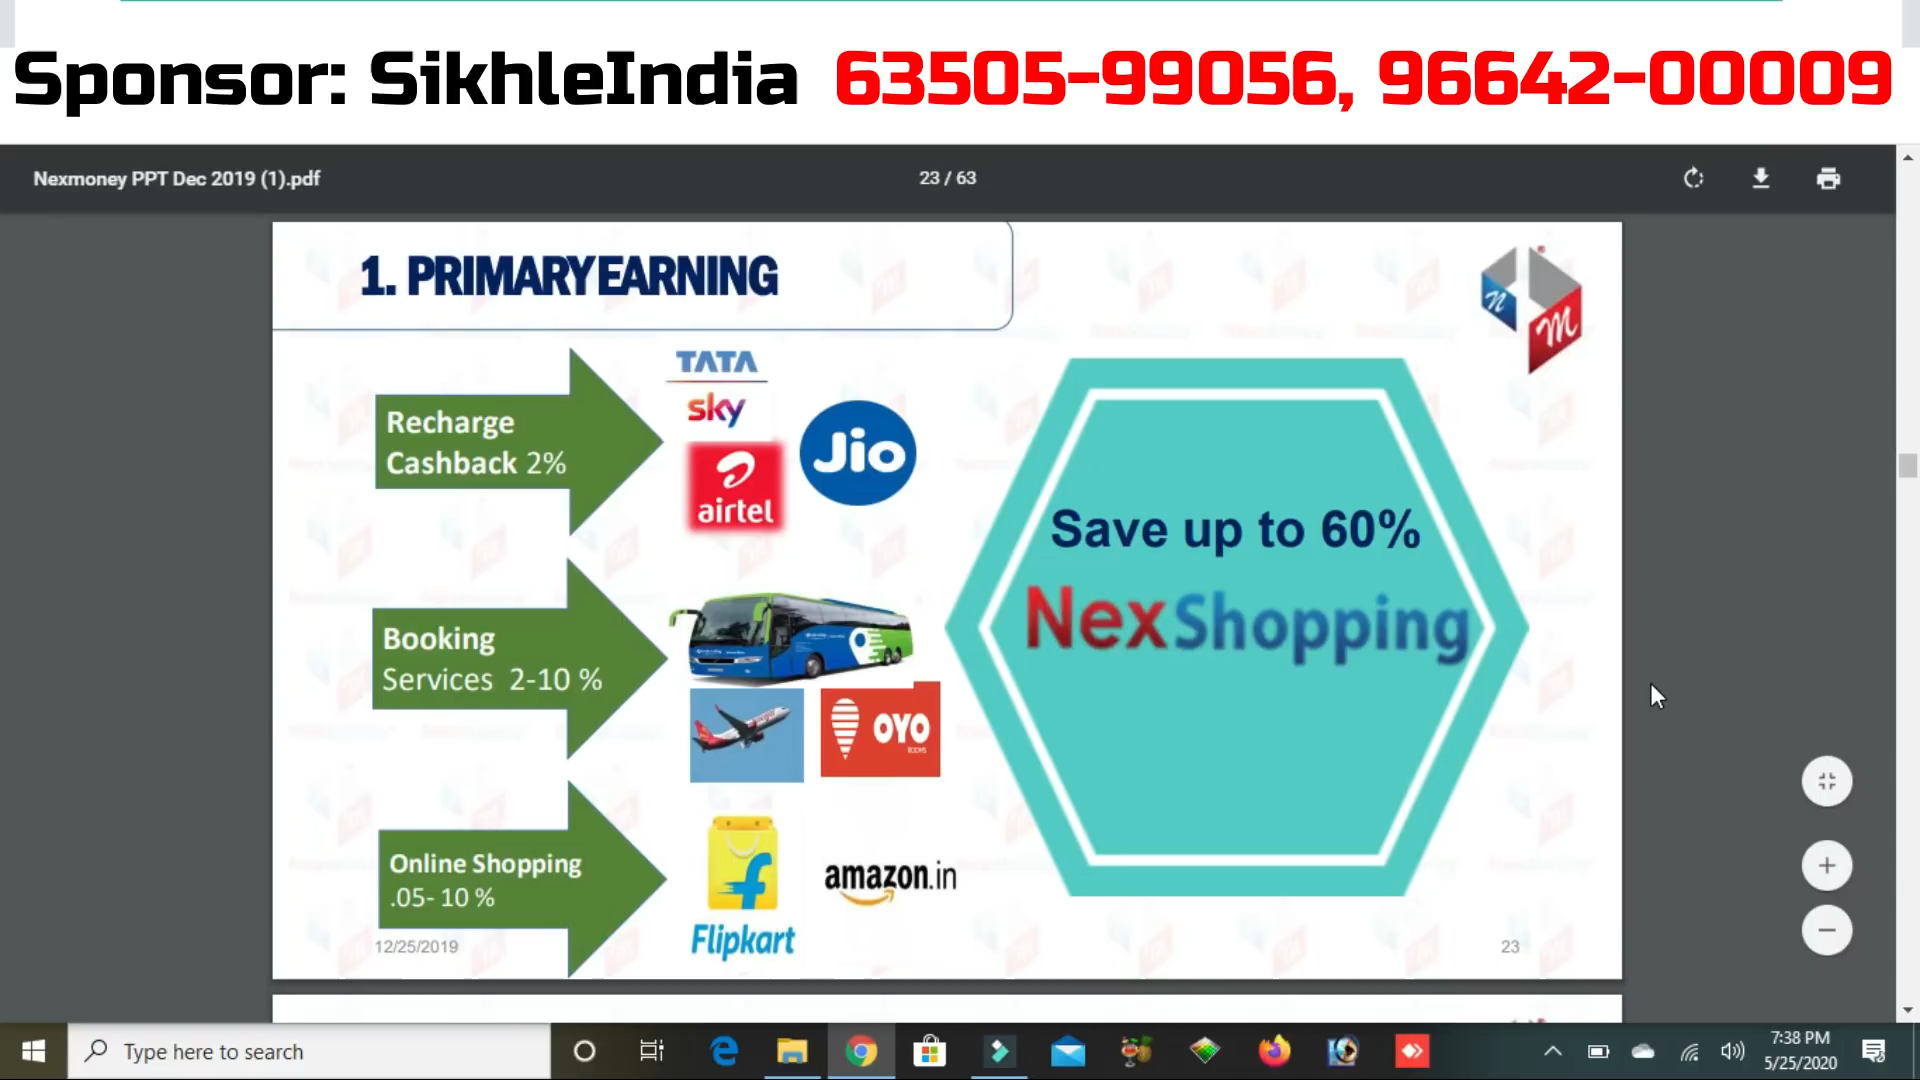 Sponsor: SikhleIndia 63505-99056, 96642-00009
Nexmoney PPT Dec 2019 (1).pdf
23 / 63
1. PRIMARYEARNING
n m
Recharge
Cashback 2%
TATA
sky
airtel
Jio
Booking
Services 2-10 %
OYO
ROOMS
Online Shopping
.05- 10 %
Flipkart
amazon.in
Save up to 60%
NexShopping
12/25/2019
23
Type here to search
7:38 PM
5/25/2020